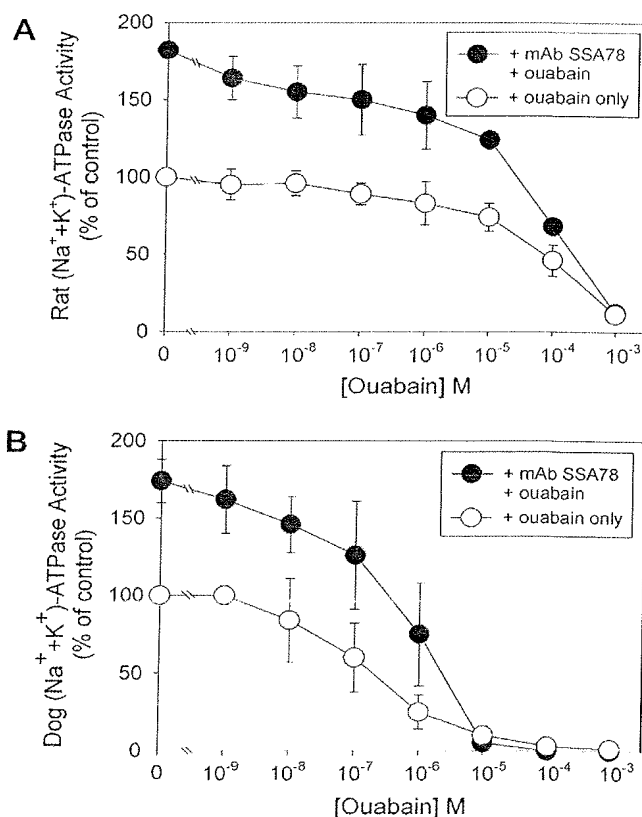 A
200
150
100
50
0
Rat (Na⁺+K⁺)-ATPase Activity
(% of control)
+ mAb SSA78
+ ouabain
+ ouabain only
0 10⁻⁹ 10⁻⁸ 10⁻⁷ 10⁻⁶ 10⁻⁵ 10⁻⁴ 10⁻³
[Ouabain] M
B
200
150
100
50
0
Dog (Na⁺+K⁺)-ATPase Activity
(% of control)
+ mAb SSA78
+ ouabain
+ ouabain only
0 10⁻⁹ 10⁻⁸ 10⁻⁷ 10⁻⁶ 10⁻⁵ 10⁻⁴ 10⁻³
[Ouabain] M